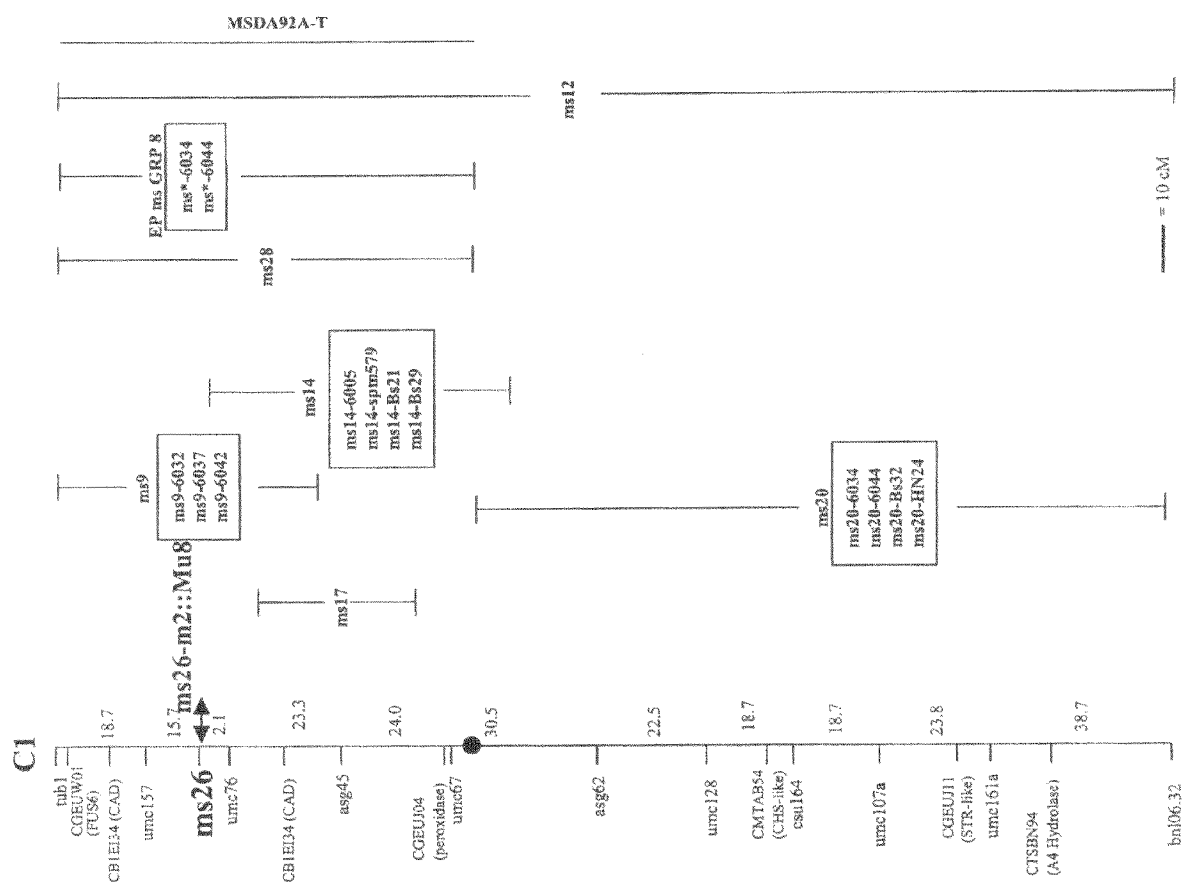 C1
tub1
CGEUW01
(FUS6)
CB1EI34 (CAD)
umc157
ms26
umc76
CB1EI34 (CAD)
asg45
CGEUJ04
(peroxidase)
umc67
asg62
umc128
CMTAB54
(CHS-like)
csu164
umc107a
CGEUJ11
(STR-like)
umc161a
CTSBN94
(A4 Hydrolase)
bnl06.32
18.7
15.7
2.1
23.3
24.0
30.5
22.5
18.7
18.7
23.8
38.7
ms26-m2::Mu8
ms17
ms9
ms9-6032
ms9-6037
ms9-6042
ms20
ms20-6034
ms20-6044
ms20-Bs32
ms20-HN24
ms14
ms14-6005
ms14-spm579
ms14-Bs21
ms14-Bs29
ms28
EP ms GRP 8
ms*-6034
ms*-6044
ms12
MSDA92A-T
= 10 cM